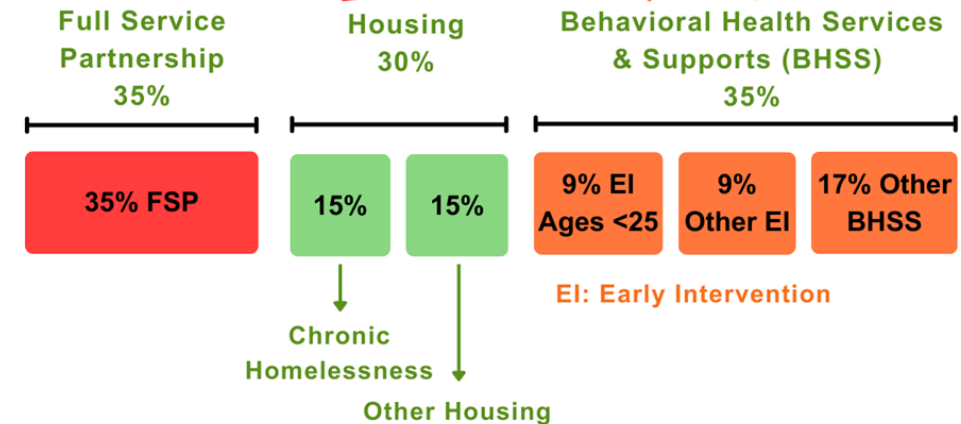 Full Service
Partnership
35%
Housing
30%
Behavioral Health Services
& Supports (BHSS)
35%
35% FSP
15%
15%
9% EI
Ages <25
9%
Other EI
17% Other
BHSS
EI: Early Intervention
Chronic
Homelessness
Other Housing